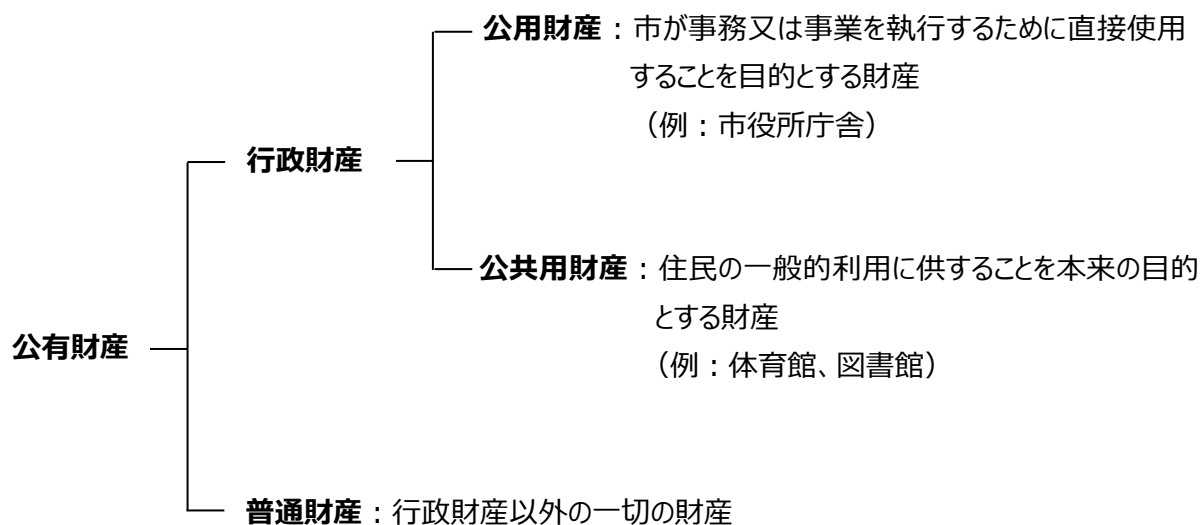 公用財産：市が事務又は事業を執行するために直接使用
することを目的とする財産
（例：市役所庁舎）
行政財産
公共用財産：住民の一般的利用に供することを本来の目的
とする財産
（例：体育館、図書館）
公有財産
普通財産：行政財産以外の一切の財産